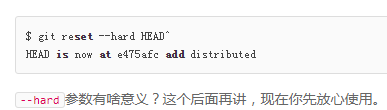 $ git reset --hard HEAD^
HEAD is now at e475afc add distributed
--hard参数有啥意义？这个后面再讲，现在你先放心使用。